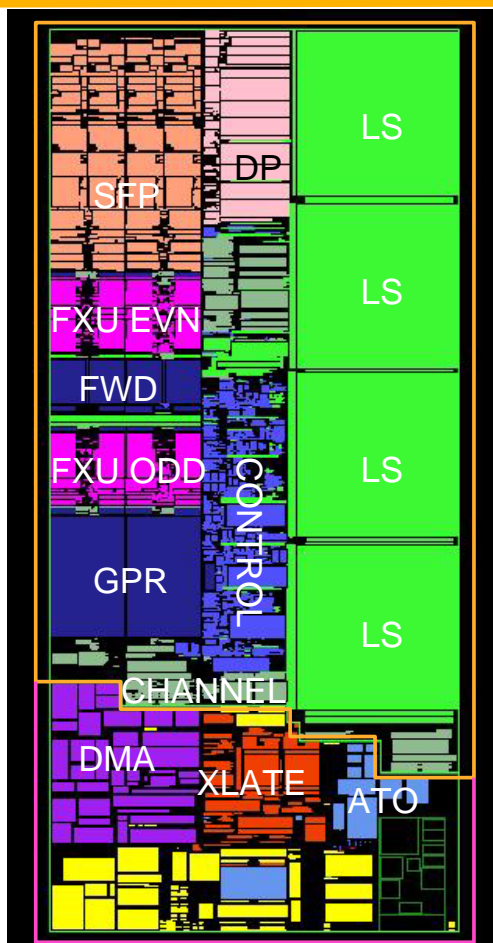 LS
DP
SFP
LS
FXU EVN
FWD
FXU ODD
LS
CONTROL
GPR
LS
CHANNEL
DMA
XLATE
ATO